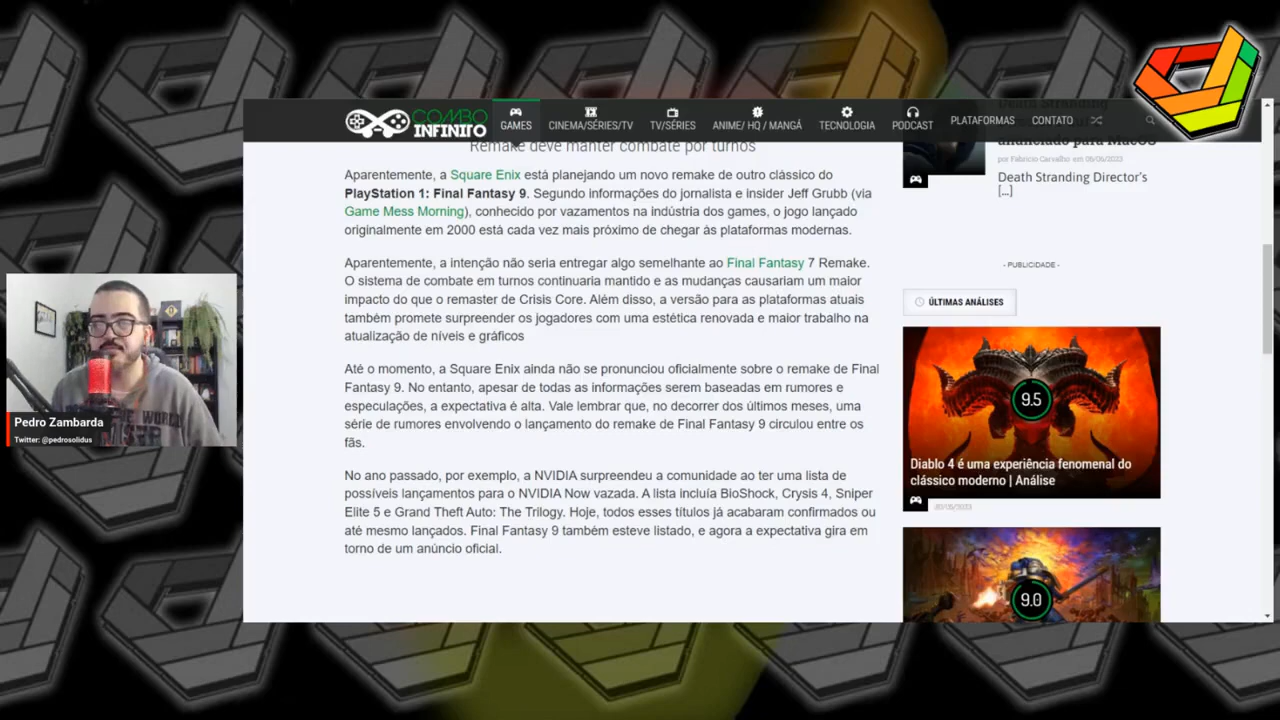 COMBO
INFINITO
GAMES
CINEMA/SÉRIES/TV
TV/SÉRIES
ANIME/ HQ / MANGÁ
TECNOLOGIA
PODCAST
PLATAFORMAS
CONTATO
Remake deve manter combate por turnos
Aparentemente, a Square Enix está planejando um novo remake de outro clássico do
PlayStation 1: Final Fantasy 9. Segundo informações do jornalista e insider Jeff Grubb (via
Game Mess Morning), conhecido por vazamentos na indústria dos games, o jogo lançado
originalmente em 2000 está cada vez mais próximo de chegar às plataformas modernas.
Aparentemente, a intenção não seria entregar algo semelhante ao Final Fantasy 7 Remake.
O sistema de combate em turnos continuaria mantido e as mudanças causariam um maior
impacto do que o remaster de Crisis Core. Além disso, a versão para as plataformas atuais
também promete surpreender os jogadores com uma estética renovada e maior trabalho na
atualização de níveis e gráficos
Até o momento, a Square Enix ainda não se pronunciou oficialmente sobre o remake de Final
Fantasy 9. No entanto, apesar de todas as informações serem baseadas em rumores e
especulações, a expectativa é alta. Vale lembrar que, no decorrer dos últimos meses, uma
série de rumores envolvendo o lançamento do remake de Final Fantasy 9 circulou entre os
fãs.
No ano passado, por exemplo, a NVIDIA surpreendeu a comunidade ao ter uma lista de
possíveis lançamentos para o NVIDIA Now vazada. A lista incluía BioShock, Crysis 4, Sniper
Elite 5 e Grand Theft Auto: The Trilogy. Hoje, todos esses títulos já acabaram confirmados ou
até mesmo lançados. Final Fantasy 9 também esteve listado, e agora a expectativa gira em
torno de um anúncio oficial.
Death Stranding
anunciado para MacOS
por Fabricio Carvalho em 05/06/2023
Death Stranding Director's
[...]
- PUBLICIDADE -
ÚLTIMAS ANÁLISES
9.5
Diablo 4 é uma experiência fenomenal do
clássico moderno | Análise
9.0
Pedro Zambarda
Twitter: @pedrosolidus